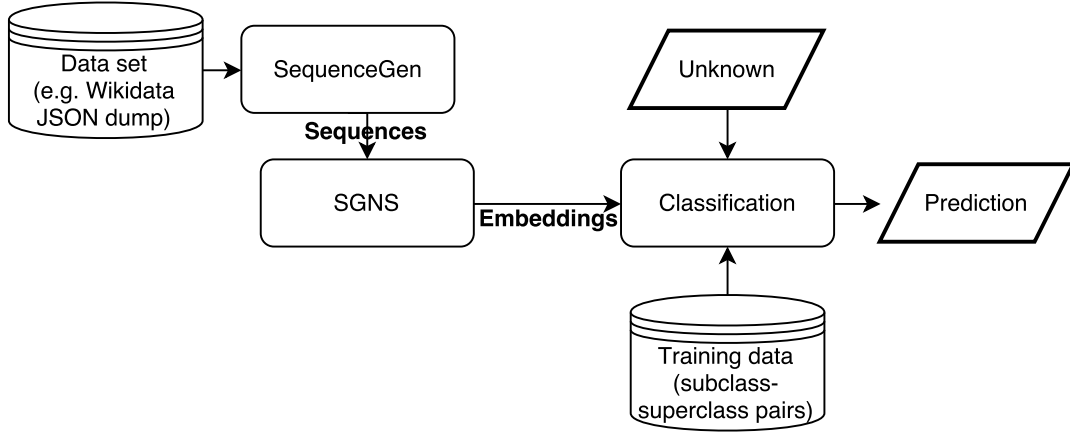 Data set
(e.g. Wikidata
JSON dump)
SequenceGen
Unknown
Sequences
SGNS
Embeddings
Classification
Prediction
Training data
(subclass-
superclass pairs)